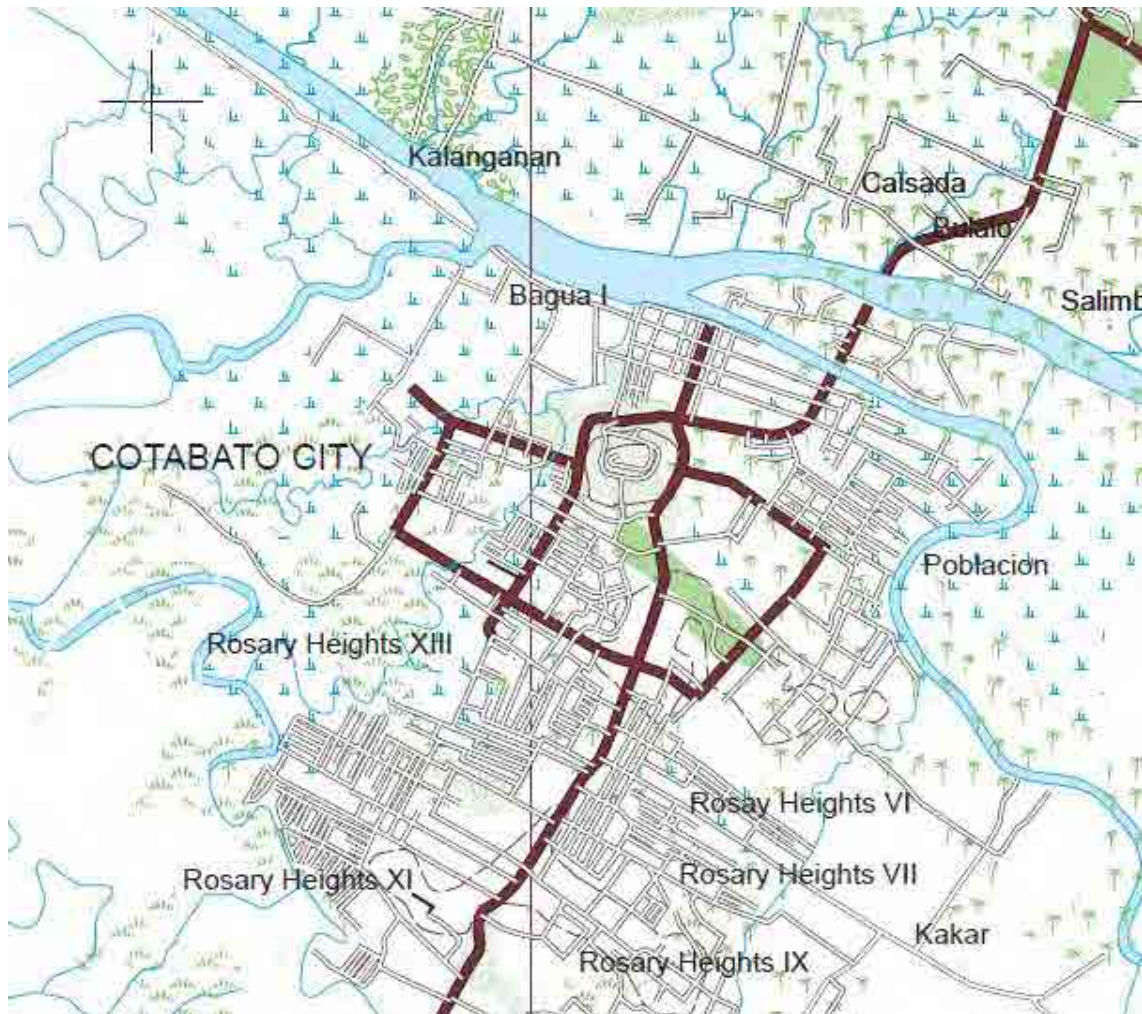 Kalanganan
Calsada
Bulalo
Bagua I
Salimb
COTABATO CITY
Poblacion
Rosary Heights XIII
Rosay Heights VI
Rosary Heights XI
Rosary Heights VII
Kakar
Rosary Heights IX